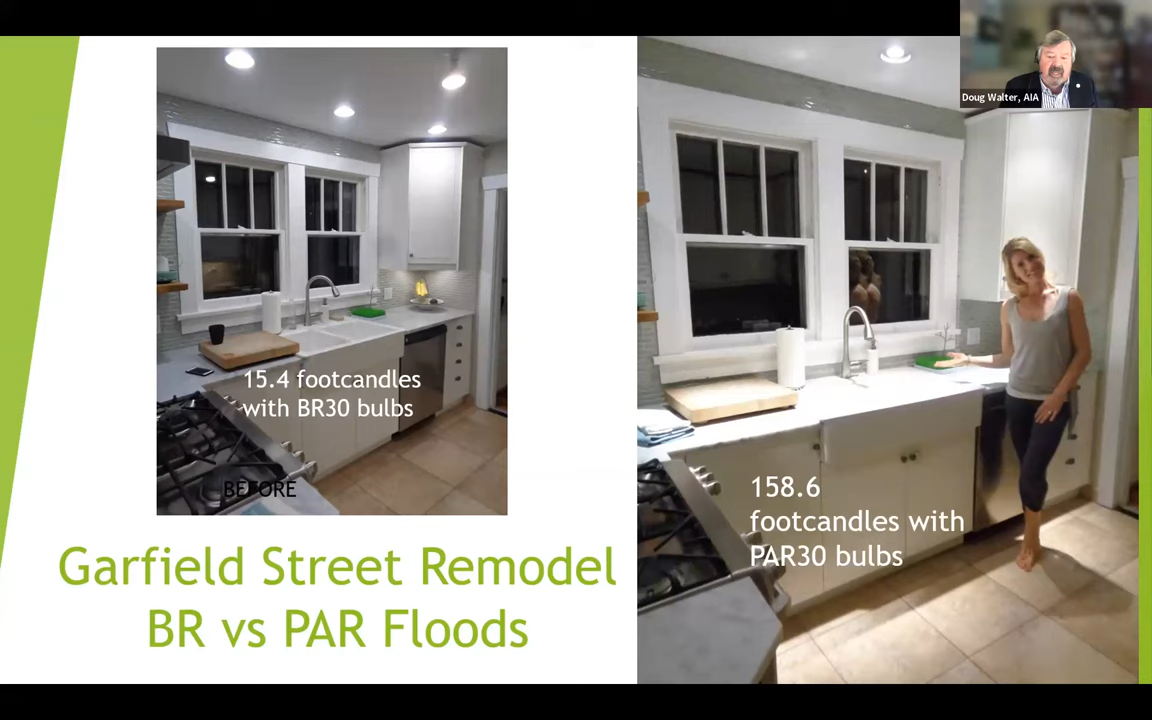 Doug Walter, AIA
15.4 footcandles
with BR30 bulbs
BEFORE
158.6
footcandles with
PAR30 bulbs
Garfield Street Remodel
BR vs PAR Floods